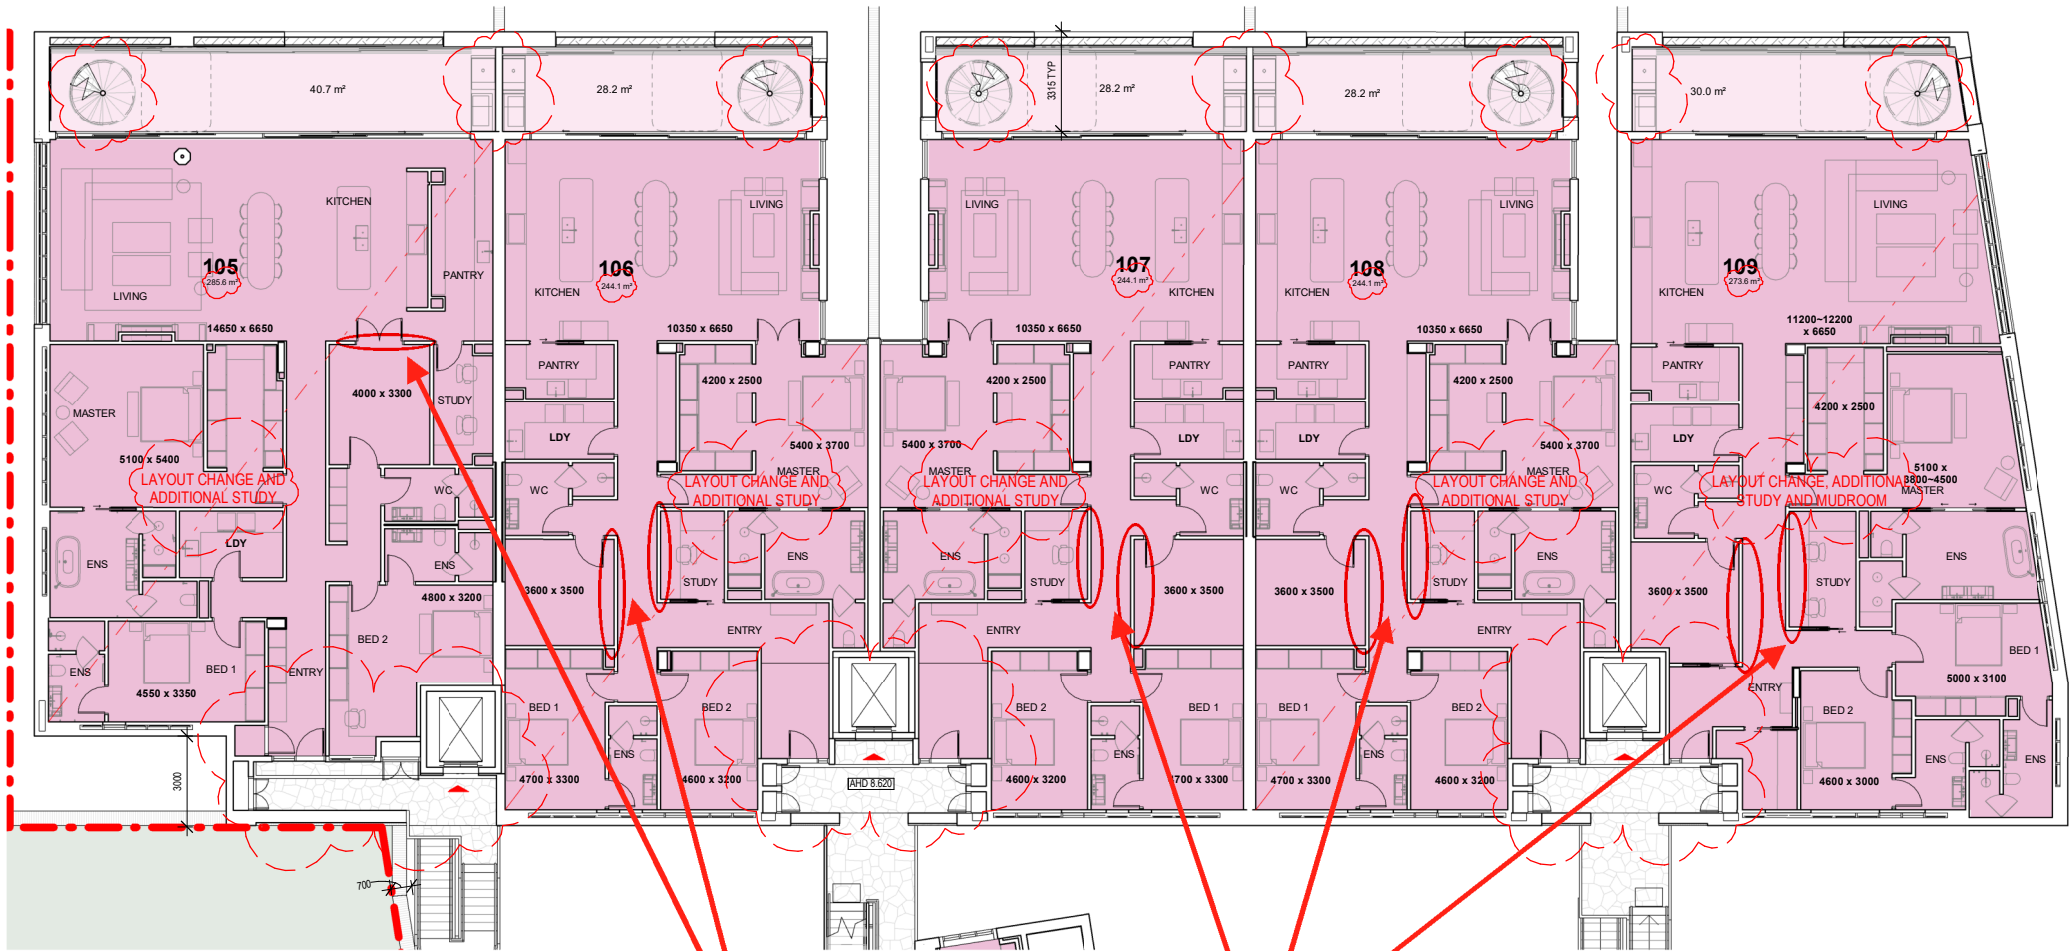 40.7 m²
28.2 m²
3315 TYP
28.2 m²
28.2 m²
30.0 m²
KITCHEN
LIVING
LIVING
LIVING
LIVING
PANTRY
105
285.6 m²
106
244.1 m²
107
244.1 m²
108
244.1 m²
109
273.6 m²
LIVING
KITCHEN
KITCHEN
KITCHEN
KITCHEN
14650 x 6650
10350 x 6650
10350 x 6650
10350 x 6650
11200~12200
x 6650
PANTRY
PANTRY
PANTRY
PANTRY
4000 x 3300
4200 x 2500
4200 x 2500
4200 x 2500
4200 x 2500
MASTER
STUDY
LDY
LDY
LDY
LDY
5100 x 5400
5400 x 3700
5400 x 3700
5400 x 3700
5100 x
3800~4500
MASTER
MASTER
MASTER
MASTER
LAYOUT CHANGE AND
ADDITIONAL STUDY
LAYOUT CHANGE AND
ADDITIONAL STUDY
LAYOUT CHANGE AND
ADDITIONAL STUDY
LAYOUT CHANGE AND
ADDITIONAL STUDY
LAYOUT CHANGE, ADDITIONAL
STUDY AND MUDROOM
WC
WC
WC
WC
WC
LDY
ENS
ENS
ENS
ENS
ENS
ENS
STUDY
STUDY
STUDY
STUDY
4800 x 3200
3600 x 3500
3600 x 3500
3600 x 3500
3600 x 3500
BED 2
ENTRY
ENTRY
ENTRY
BED 1
ENS
BED 1
ENTRY
5000 x 3100
ENTRY
4550 x 3350
BED 1
BED 2
BED 2
BED 1
BED 1
BED 2
BED 2
ENS
ENS
ENS
ENS
ENS
4700 x 3300
4600 x 3200
4600 x 3200
4700 x 3300
4700 x 3300
4600 x 3200
4600 x 3000
3000
AHD 8.620
700